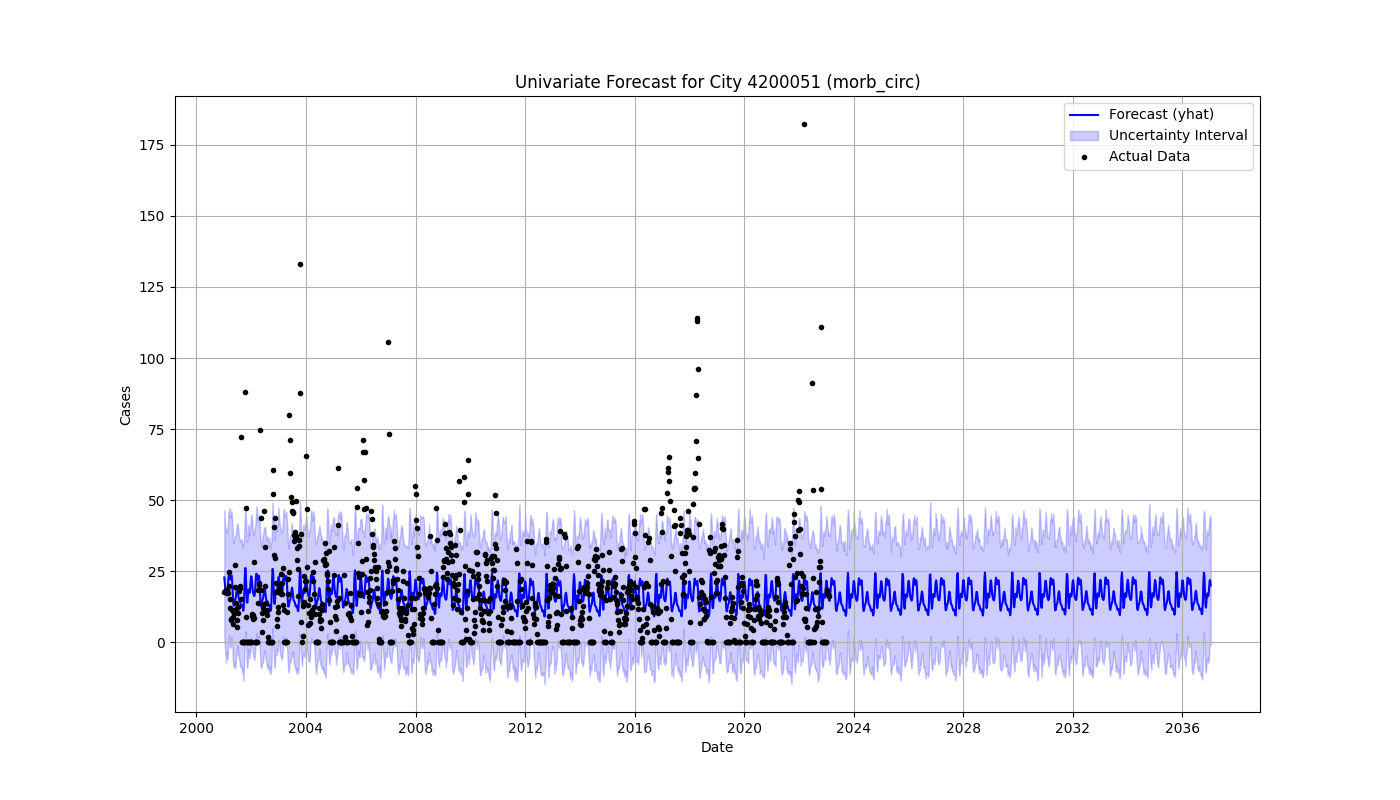 Univariate Forecast for City 4200051 (morb_circ)
Forecast (yhat)
Uncertainty Interval
Actual Data
Cases
175
150
125
100
75
50
25
0
2000 2004 2008 2012 2016 2020 2024 2028 2032 2036
Date